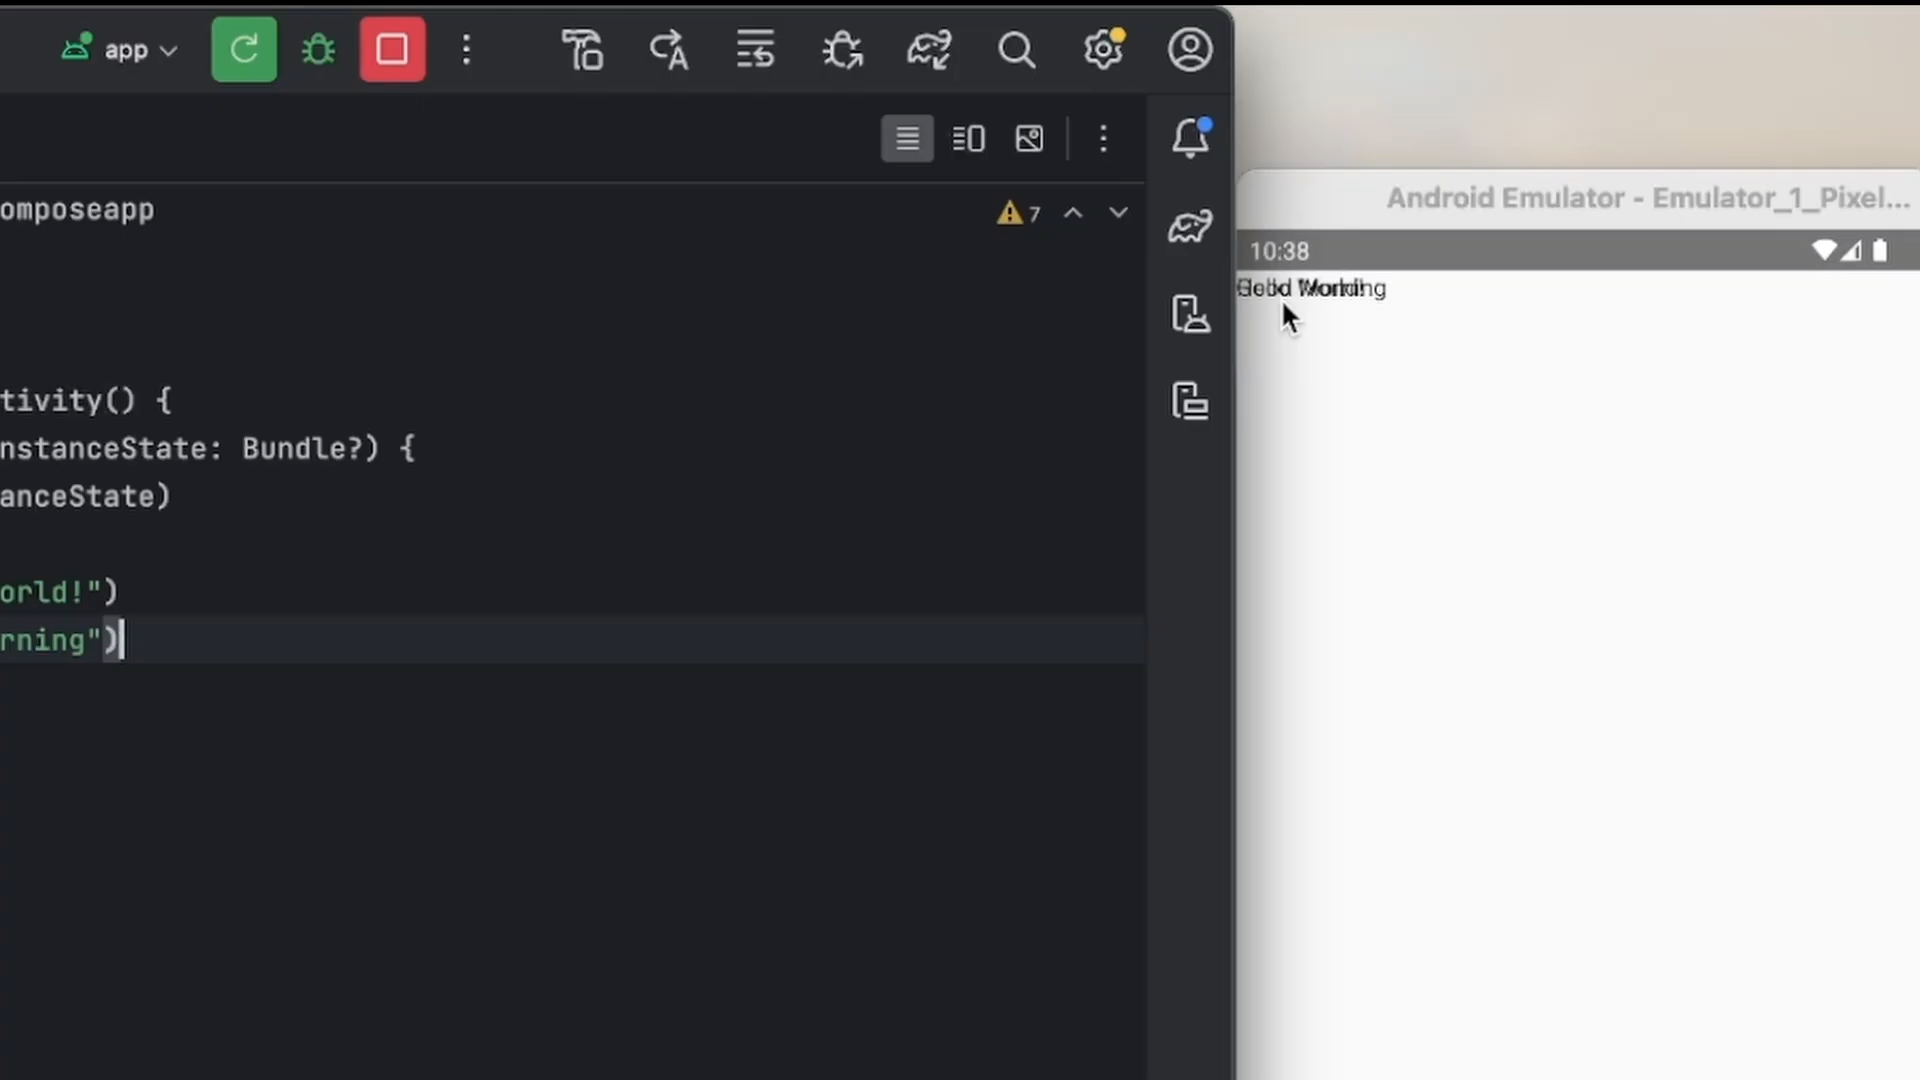 app
omposeapp
7
tivity() {
nstanceState: Bundle?) {
anceState)
orld!")
rning")
Android Emulator - Emulator_1_Pixel...
10:38